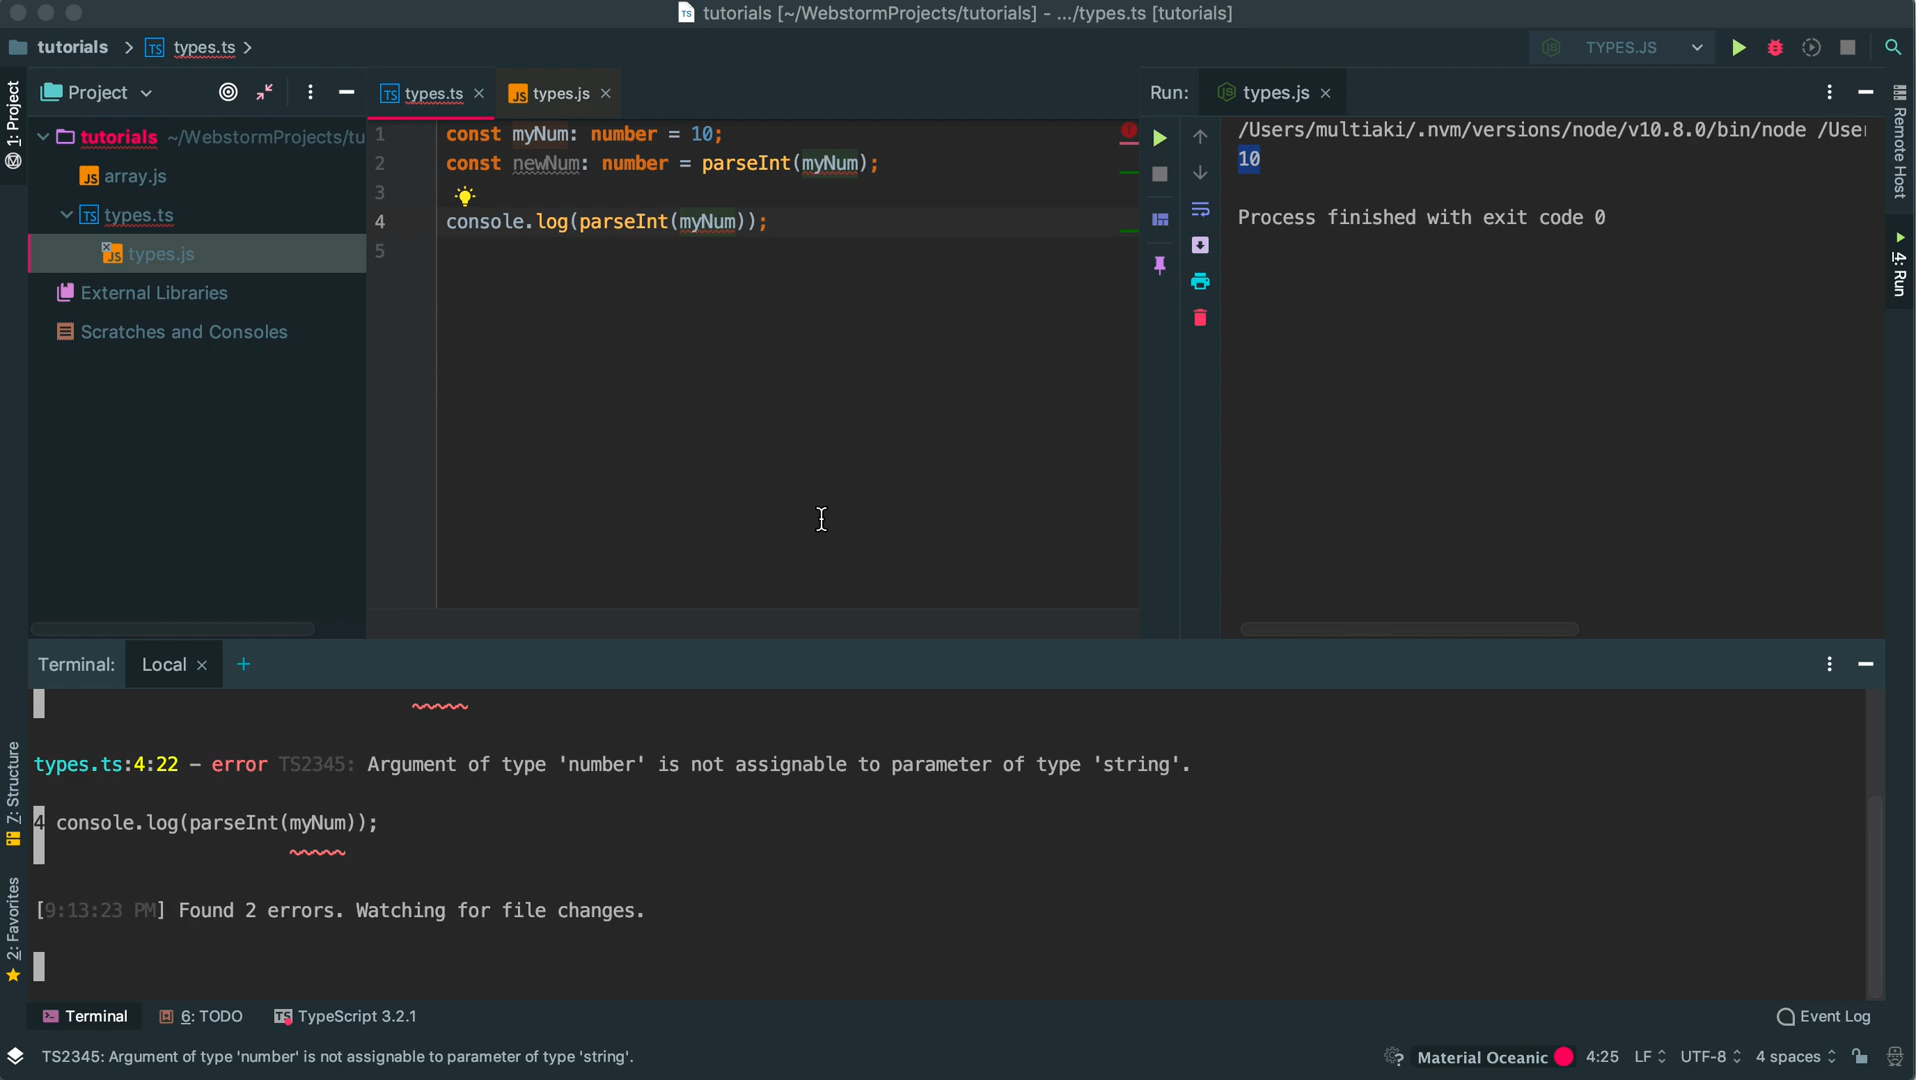 tutorials [~/WebstormProjects/tutorials] - .../types.ts [tutorials]
tutorials
types.ts
TYPES.JS
1: Project
Project
types.ts
types.js
Run:
types.js
Remote Host
4: Run
tutorials ~/WebstormProjects/tu
array.js
types.ts
types.js
External Libraries
Scratches and Consoles
1 const myNum: number = 10;
2 const newNum: number = parseInt(myNum);
3
4 console.log(parseInt(myNum));
5
/Users/multiaki/.nvm/versions/node/v10.8.0/bin/node /User
10
Process finished with exit code 0
Terminal:
Local
7: Structure
2: Favorites
types.ts:4:22 - error TS2345: Argument of type 'number' is not assignable to parameter of type 'string'.
4 console.log(parseInt(myNum));
[9:13:23 PM] Found 2 errors. Watching for file changes.
Terminal
6: TODO
TypeScript 3.2.1
Event Log
TS2345: Argument of type 'number' is not assignable to parameter of type 'string'.
Material Oceanic
4:25
LF
UTF-8
4 spaces